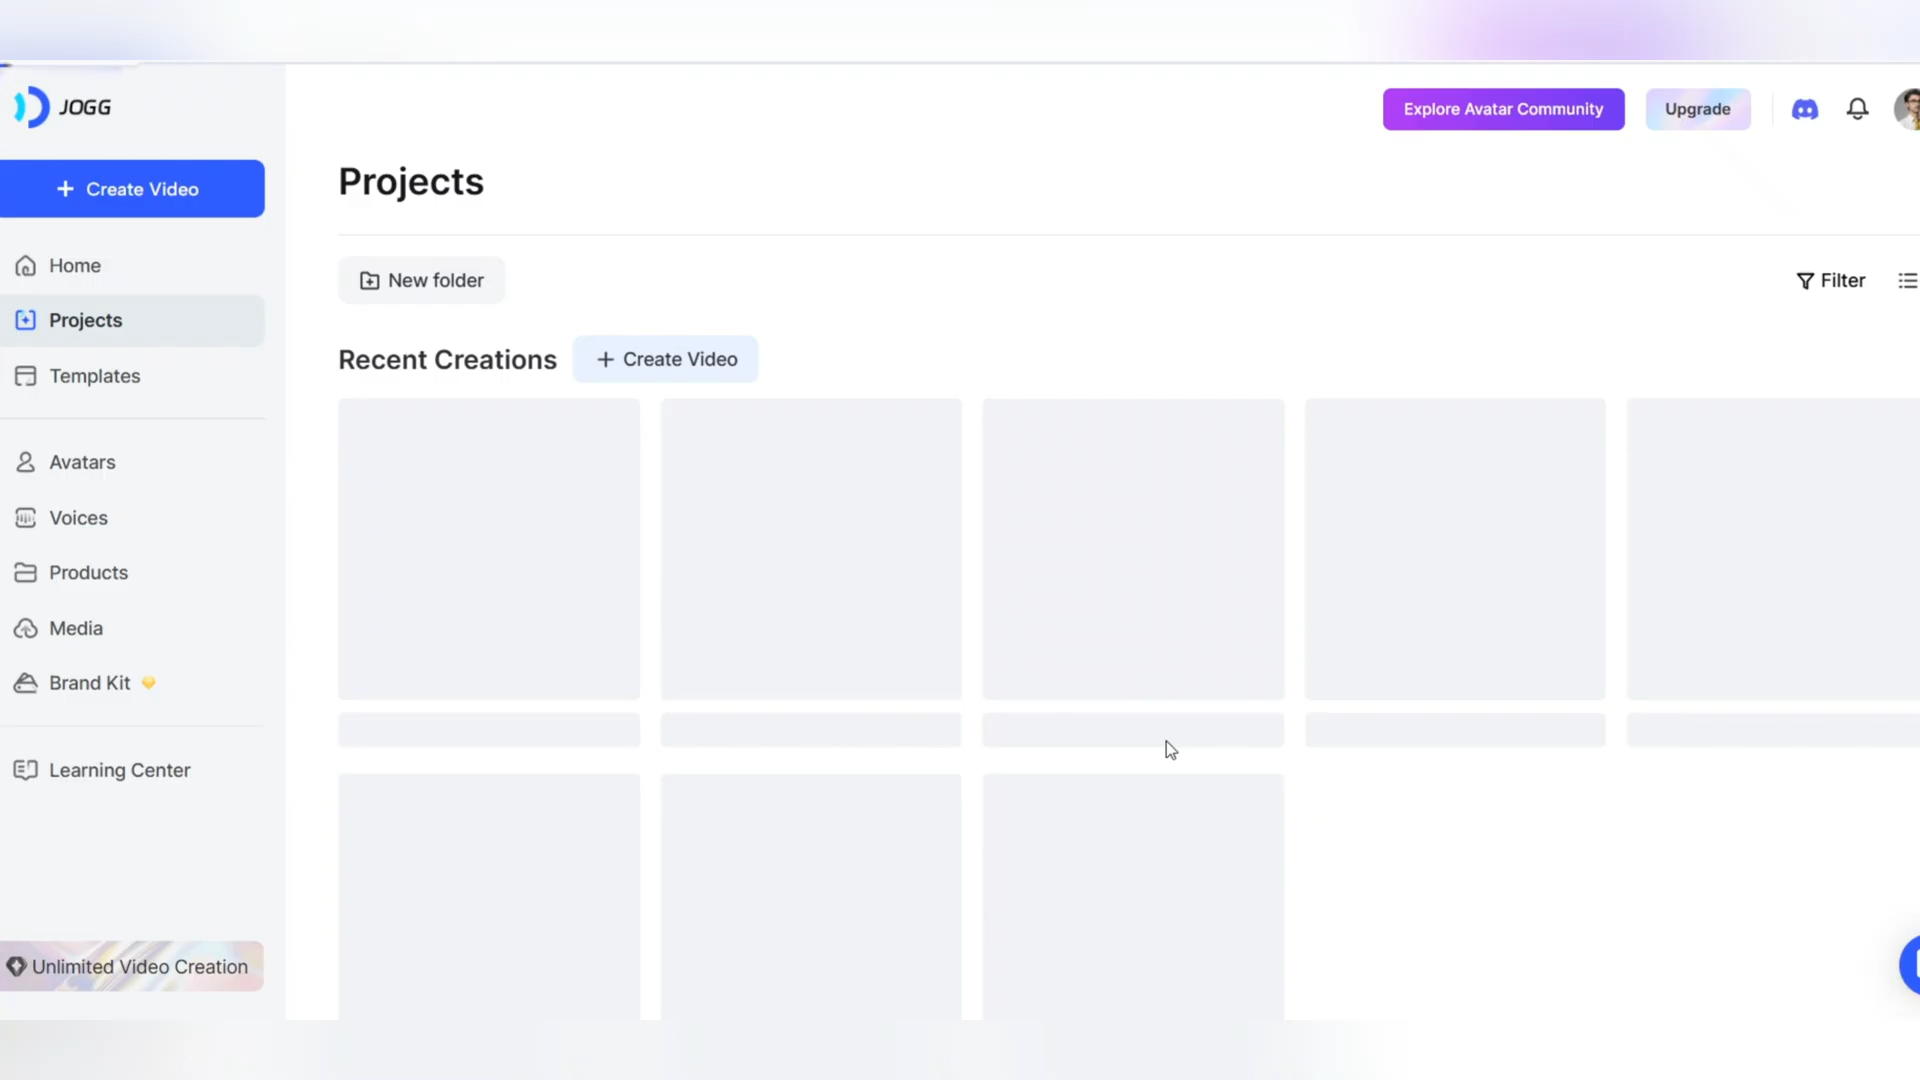 JOGG
Explore Avatar Community
Upgrade
Create Video
Projects
Home
New folder
Filter
Projects
Recent Creations
Create Video
Templates
Avatars
Voices
Products
Media
Brand Kit
Learning Center
Unlimited Video Creation